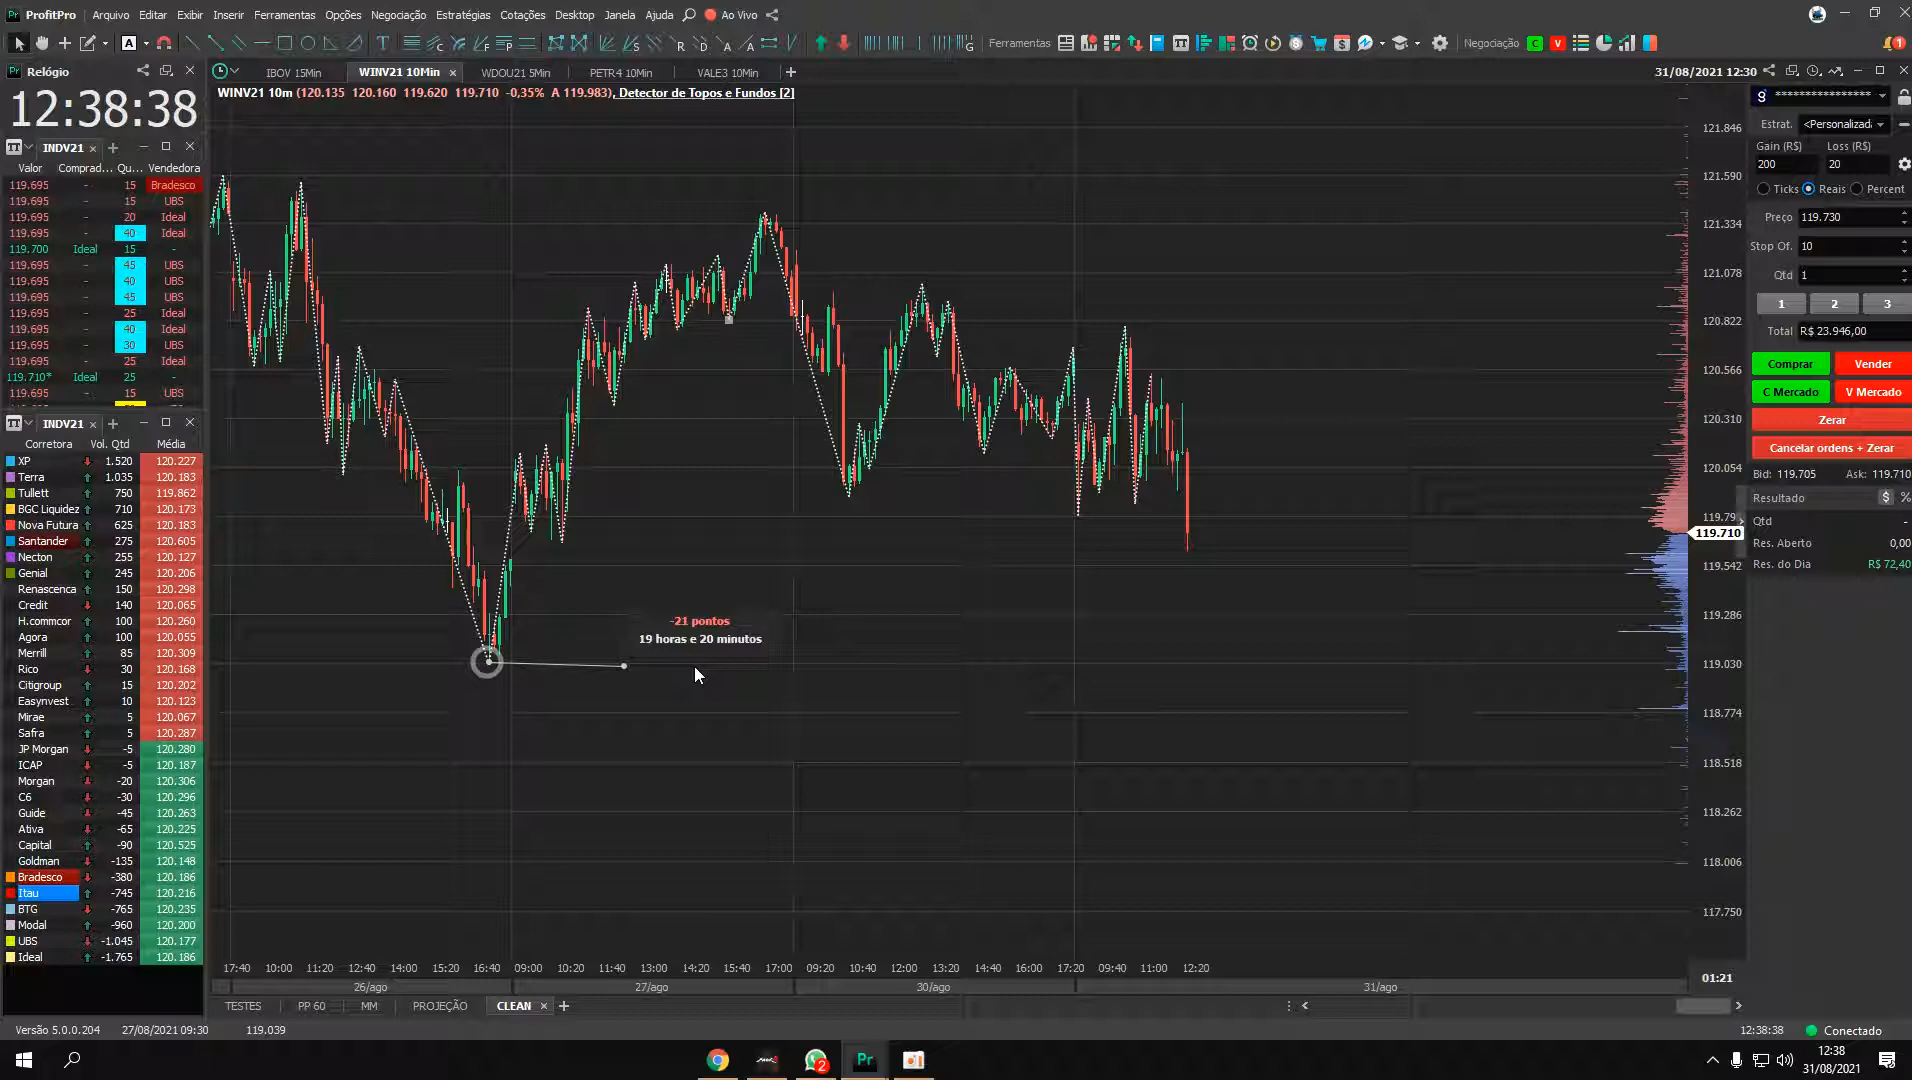 ProfitPro Arquivo Editar Exibir Inserir Ferramentas Opções Negociação Estratégias Cotações Desktop Janela Ajuda Ao Vivo
Ferramentas Negociação
Relógio
12:38:38
INDV21
Valor Comprad... Qu... Vendedora
119.695 - 15 Bradesco
119.695 - 15 UBS
119.695 - 20 Ideal
119.695 - 40 Ideal
119.700 Ideal 15 -
119.695 - 45 UBS
119.695 - 40 UBS
119.695 - 45 UBS
119.695 - 25 Ideal
119.695 - 40 Ideal
119.695 - 30 UBS
119.695 - 25 Ideal
119.710* Ideal 25 -
119.695 - 15 UBS
INDV21
Corretora Vol. Qtd Média
XP 1.520 120.227
Terra 1.035 120.183
Tullett 750 119.862
BGC Liquidez 710 120.173
Nova Futura 625 120.183
Santander 275 120.605
Necton 255 120.127
Genial 245 120.206
Renascenca 150 120.298
Credit 140 120.065
H.commcor 100 120.260
Agora 100 120.055
Merrill 85 120.309
Rico 30 120.168
Citigroup 15 120.202
Easynvest 10 120.123
Mirae 5 120.067
Safra 5 120.287
JP Morgan -5 120.280
ICAP -5 120.187
Morgan -20 120.306
C6 -30 120.296
Guide -45 120.263
Ativa -65 120.225
Capital -90 120.525
Goldman -135 120.148
Bradesco -380 120.186
Itau -745 120.216
BTG -765 120.235
Modal -960 120.200
UBS -1.045 120.177
Ideal -1.765 120.186
IBOV 15Min WINV21 10Min WDOU21 5Min PETR4 10Min VALE3 10Min
31/08/2021 12:30
WINV21 10m (120.135 120.160 119.620 119.710 -0,35% A 119.983), Detector de Topos e Fundos [2]
-21 pontos
19 horas e 20 minutos
121.846
121.590
121.334
121.078
120.822
120.566
120.310
120.054
119.79
119.710
119.542
119.286
119.030
118.774
118.518
118.262
118.006
117.750
17:40 10:00 11:20 12:40 14:00 15:20 16:40 09:00 10:20 11:40 13:00 14:20 15:40 17:00 09:20 10:40 12:00 13:20 14:40 16:00 17:20 09:40 11:00 12:20
01:21
26/ago 27/ago 30/ago 31/ago
TESTES PP 60 MM PROJEÇÃO CLEAN
****************
Estrat. <Personalizad
Gain (R$) Loss (R$)
200 20
Ticks Reais Percent
Preço 119.730
Stop Of. 10
Qtd 1
1 2 3
Total R$ 23.946,00
Comprar Vender
C Mercado V Mercado
Zerar
Cancelar ordens + Zerar
Bid: 119.705 Ask: 119.710
Resultado $ %
Qtd -
Res. Aberto 0,00
Res. do Dia R$ 72,40
Versão 5.0.0.204 27/08/2021 09:30 119.039
12:38:38 Conectado
Pr
2
12:38
31/08/2021